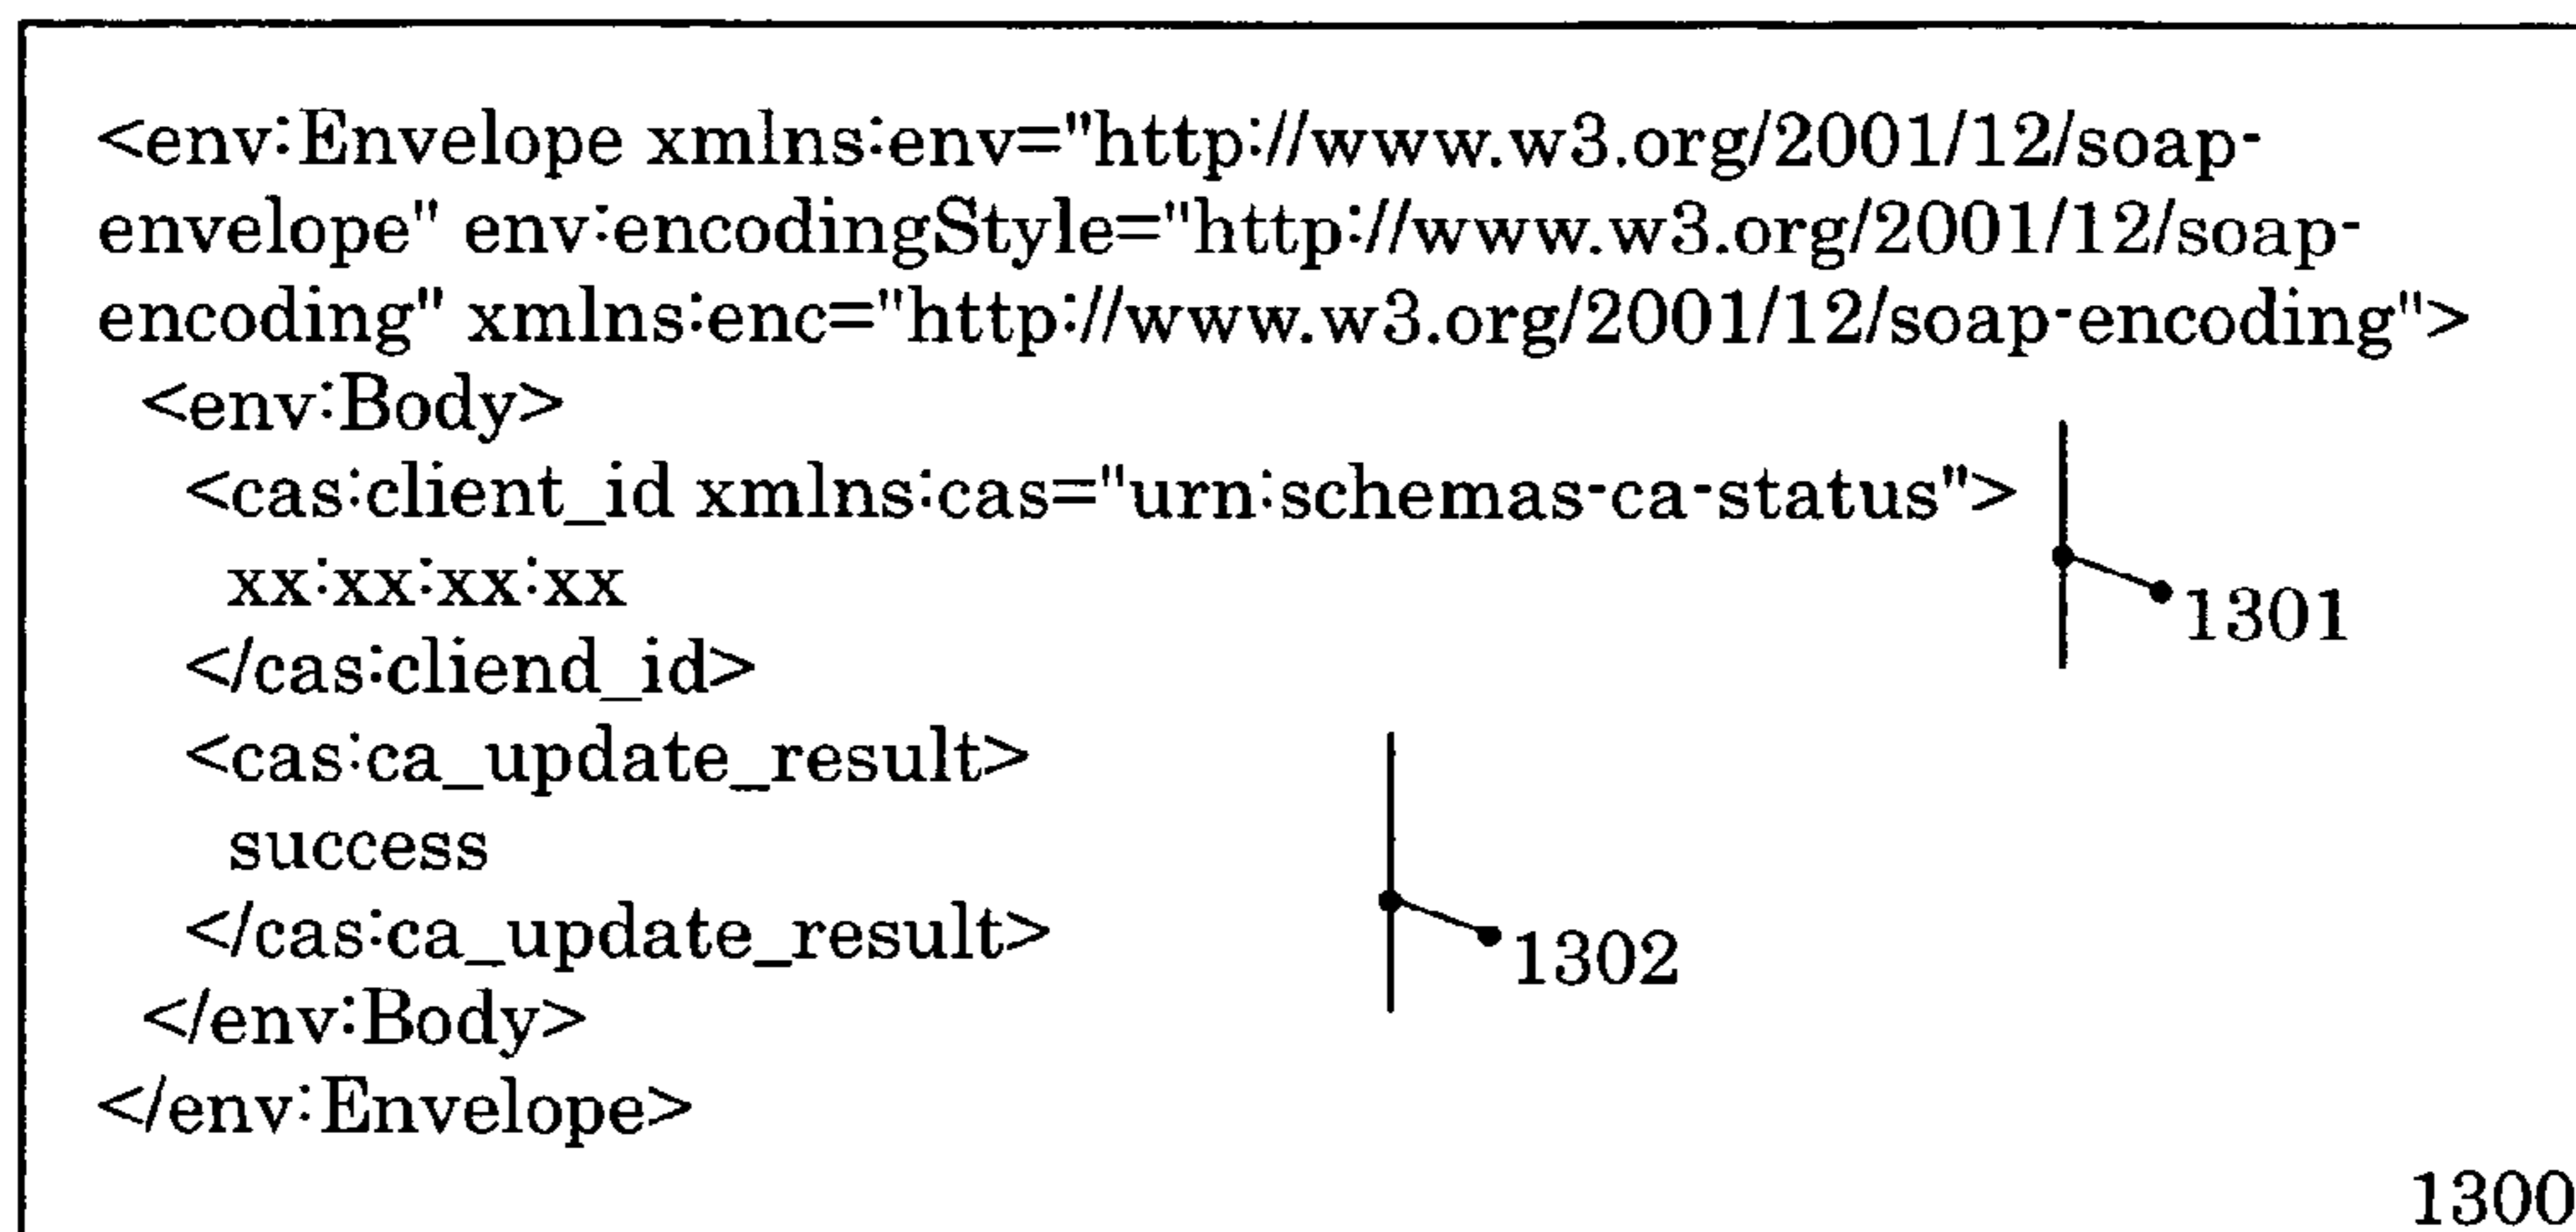 <env:Envelope xmlns:env="http://www.w3.org/2001/12/soap-
envelope" env:encodingStyle="http://www.w3.org/2001/12/soap-
encoding" xmlns:enc="http://www.w3.org/2001/12/soap-encoding">
<env:Body>
<cas:client_id xmlns:cas="urn:schemas-ca-status">
xx:xx:xx:xx
1301
</cas:cliend_id>
<cas:ca_update_result>
success
</cas:ca_update_result>
1302
</env:Body>
</env:Envelope>
1300